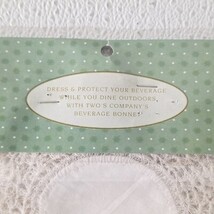 DRESS & PROTECT YOUR BEVERAGE
WHILE YOU DINE OUTDOORS,
WITH TWO'S COMPANY'S
BEVERAGE BONNET!